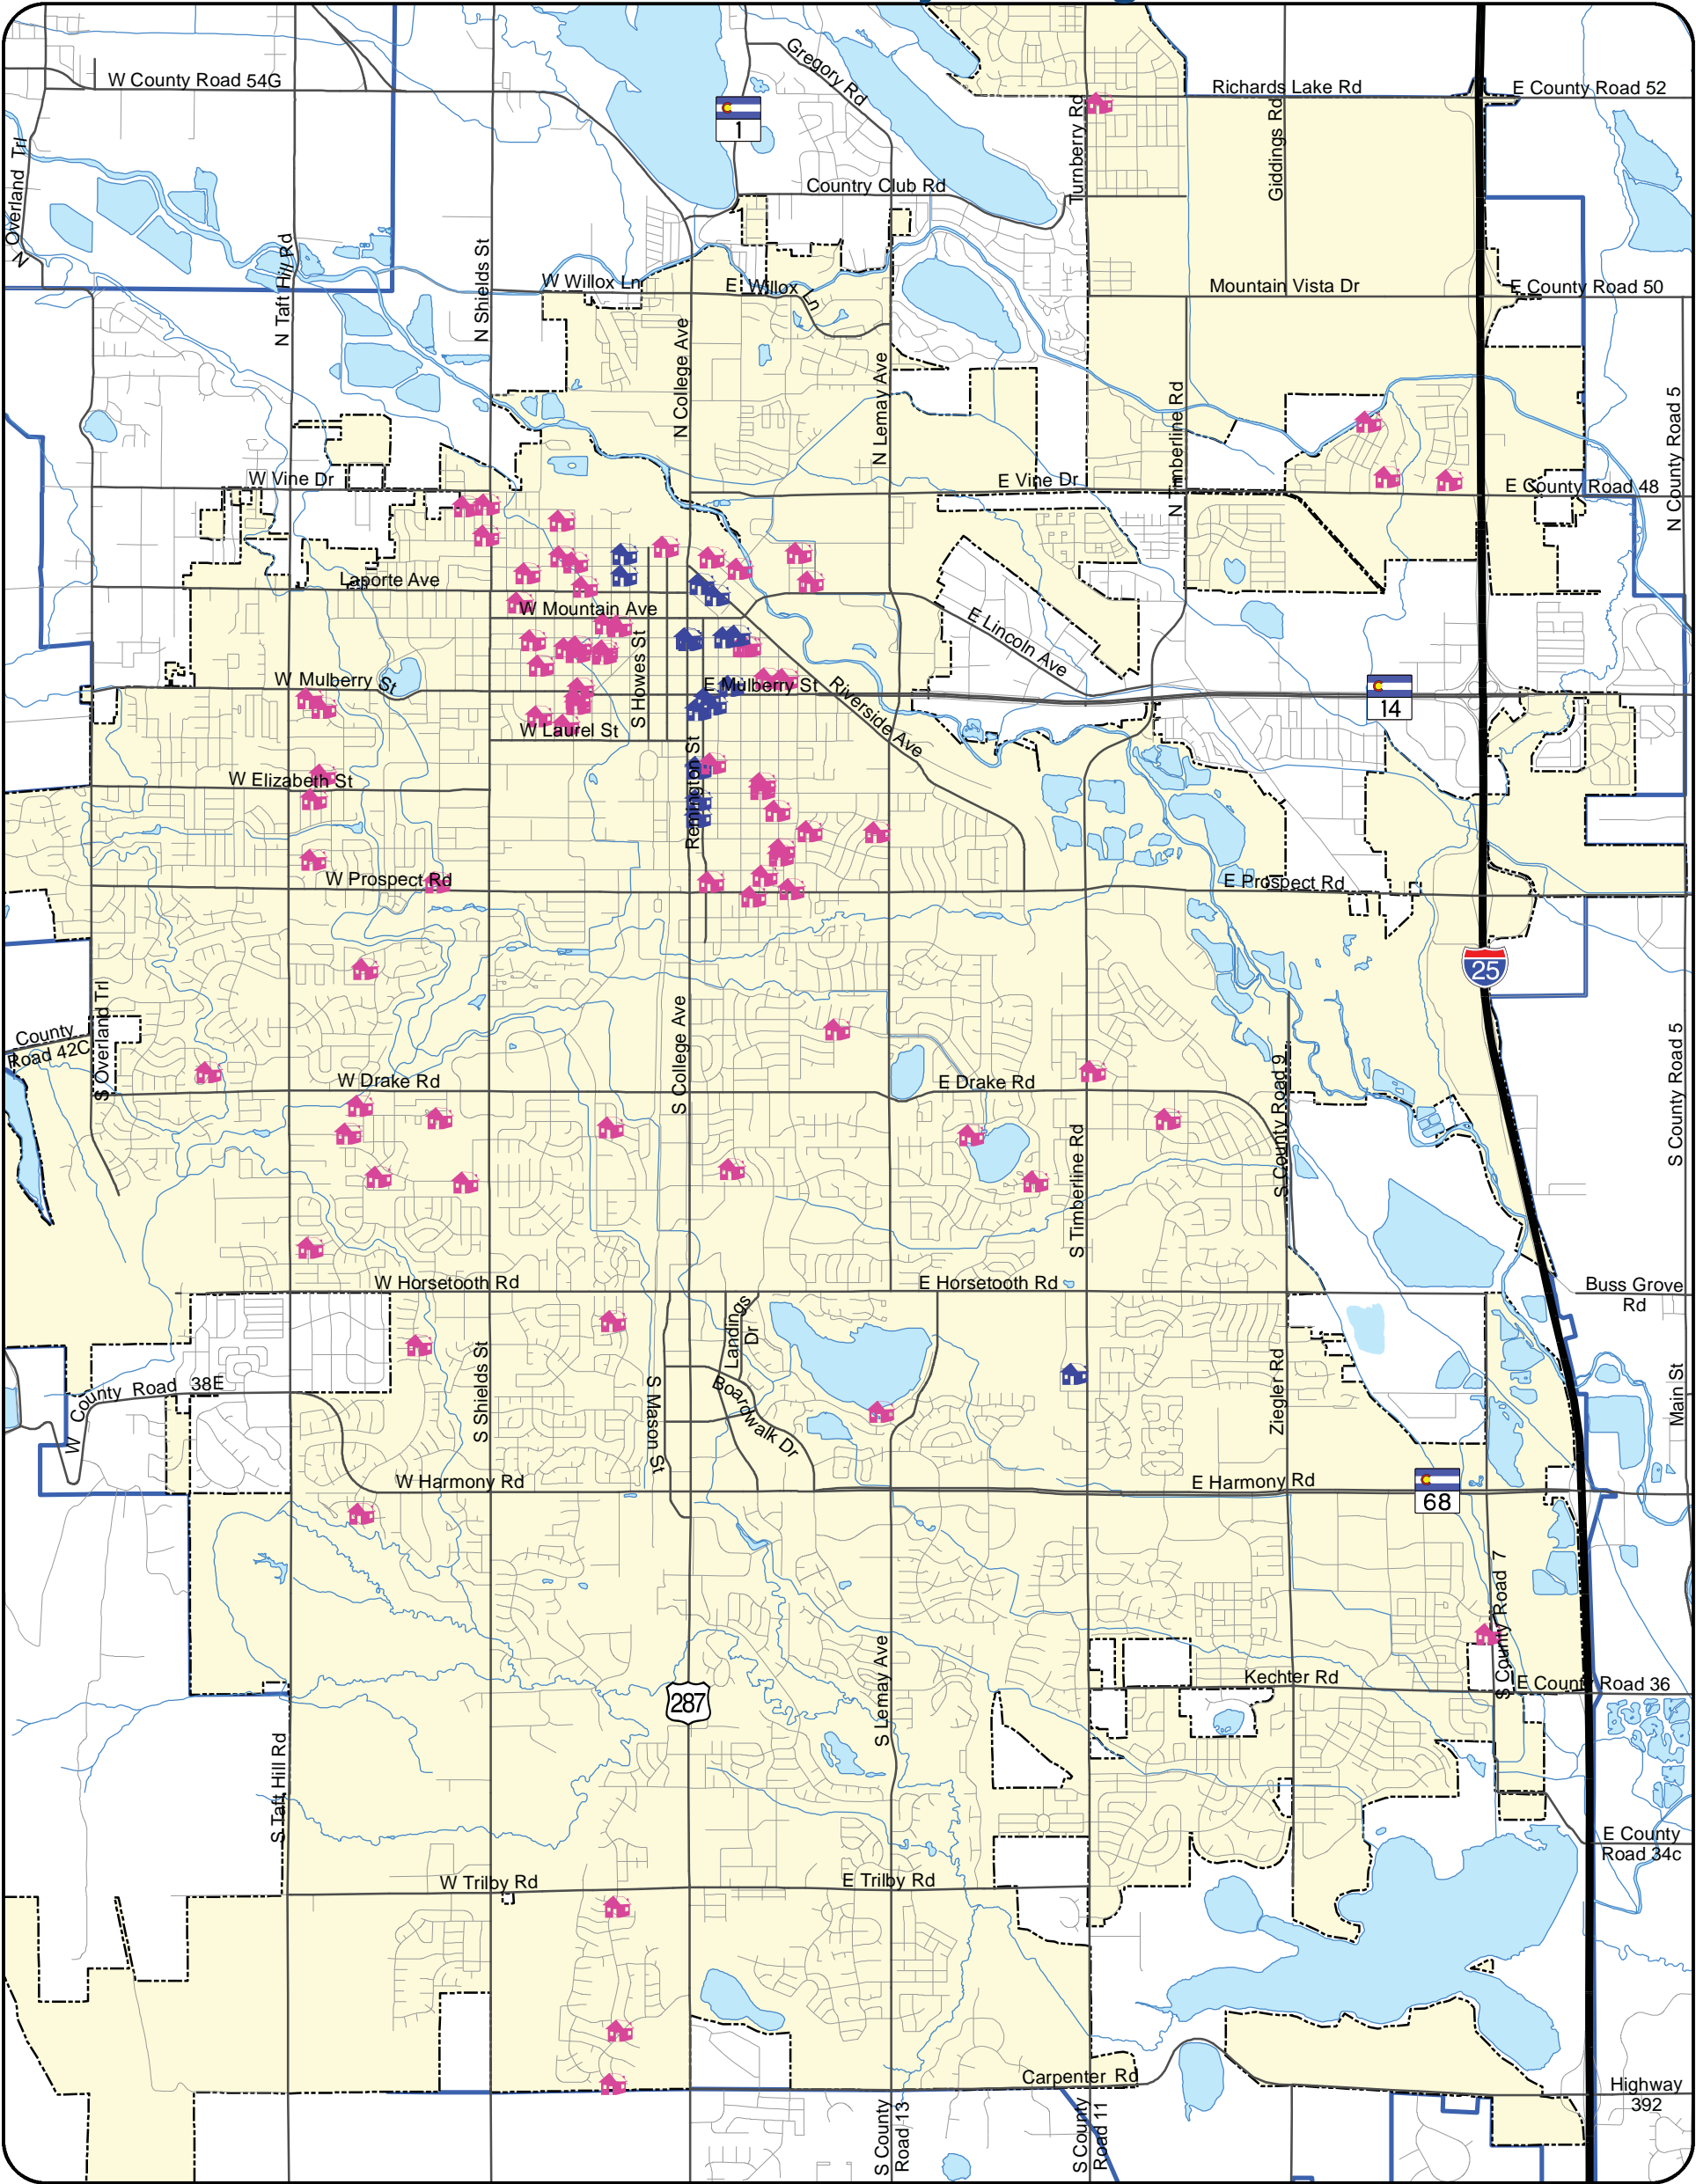 Gregory Rd
W County Road 54G
Richards Lake Rd
E County Road 52
1
N Overland Trl
Turnberry Rd
Giddings Rd
Country Club Rd
N Taft Hill Rd
N Shields St
W Willox Ln
E Willox Ln
Mountain Vista Dr
E County Road 50
N College Ave
N Lemay Ave
N Timberline Rd
N County Road 5
W Vine Dr
E Vine Dr
E County Road 48
Laporte Ave
W Mountain Ave
E Lincoln Ave
S Howes St
W Mulberry St
E Mulberry St
Riverside Ave
14
W Laurel St
Remington St
W Elizabeth St
W Prospect Rd
E Prospect Rd
25
S Overland Trl
County
Road 42C
S College Ave
S County Road 9
S County Road 5
W Drake Rd
E Drake Rd
S Timberline Rd
W Horsetooth Rd
E Horsetooth Rd
Buss Grove
Rd
Landings
Dr
W County Road 38E
S Shields St
S Mason St
Boardwalk Dr
Ziegler Rd
Main St
W Harmony Rd
E Harmony Rd
68
S County Road 7
Kechter Rd
E County Road 36
287
S Lemay Ave
S Taft Hill Rd
E County
Road 34c
W Trilby Rd
E Trilby Rd
Carpenter Rd
Highway
392
S County
Road 13
S County
Road 11